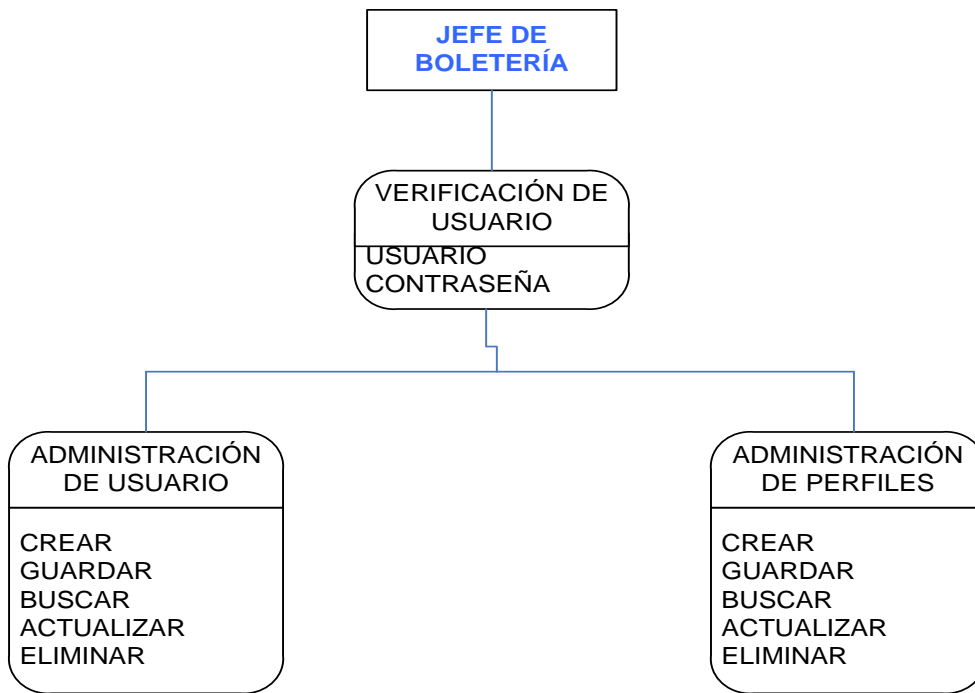 JEFE DE
BOLETERÍA
VERIFICACIÓN DE
USUARIO
USUARIO
CONTRASEÑA
ADMINISTRACIÓN
DE USUARIO
CREAR
GUARDAR
BUSCAR
ACTUALIZAR
ELIMINAR
ADMINISTRACIÓN
DE PERFILES
CREAR
GUARDAR
BUSCAR
ACTUALIZAR
ELIMINAR